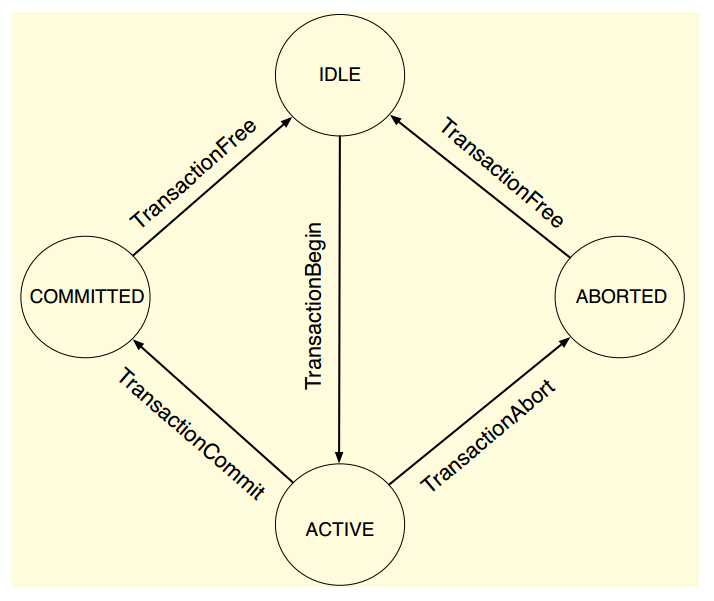 IDLE
TransactionFree
TransactionFree
TransactionBegin
COMMITTED
ABORTED
TransactionCommit
TransactionAbort
ACTIVE